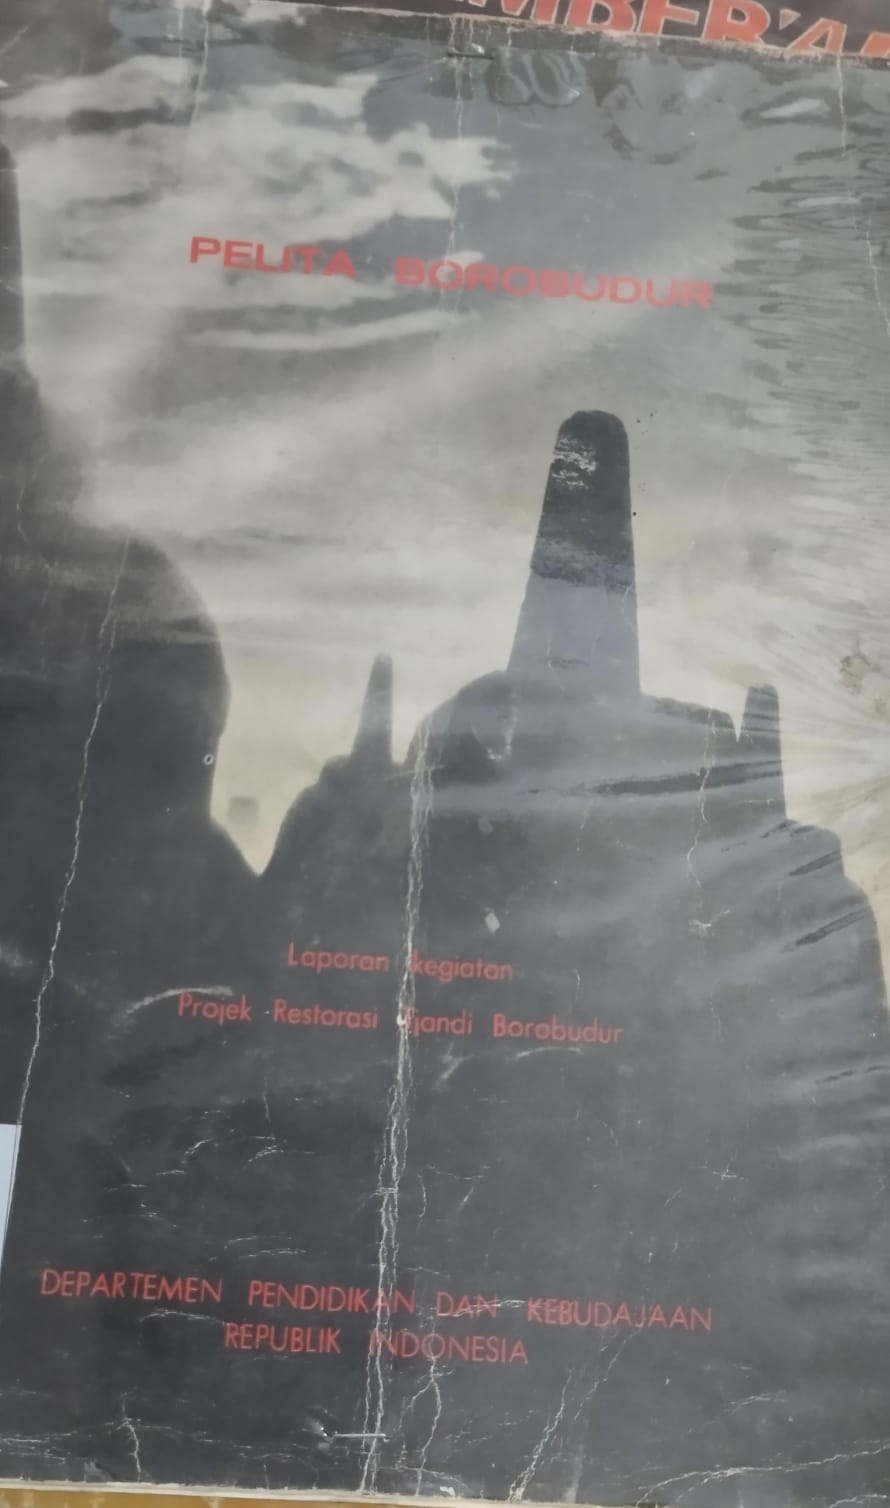 PELITA BOROBUDUR
Laporan kegiatan
Projek Restorasi Tjandi Borobudur
DEPARTEMEN PENDIDIKAN DAN KEBUDAJAAN
REPUBLIK INDONESIA